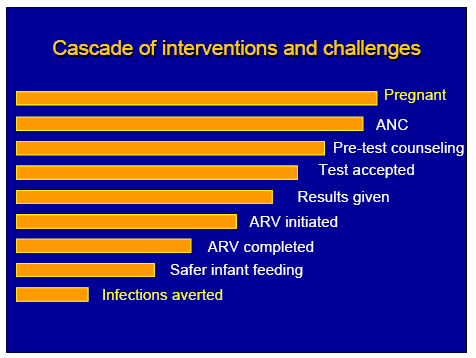 Cascade of interventions and challenges
Pregnant
ANC
Pre-test counseling
Test accepted
Results given
ARV initiated
ARV completed
Safer infant feeding
Infections averted